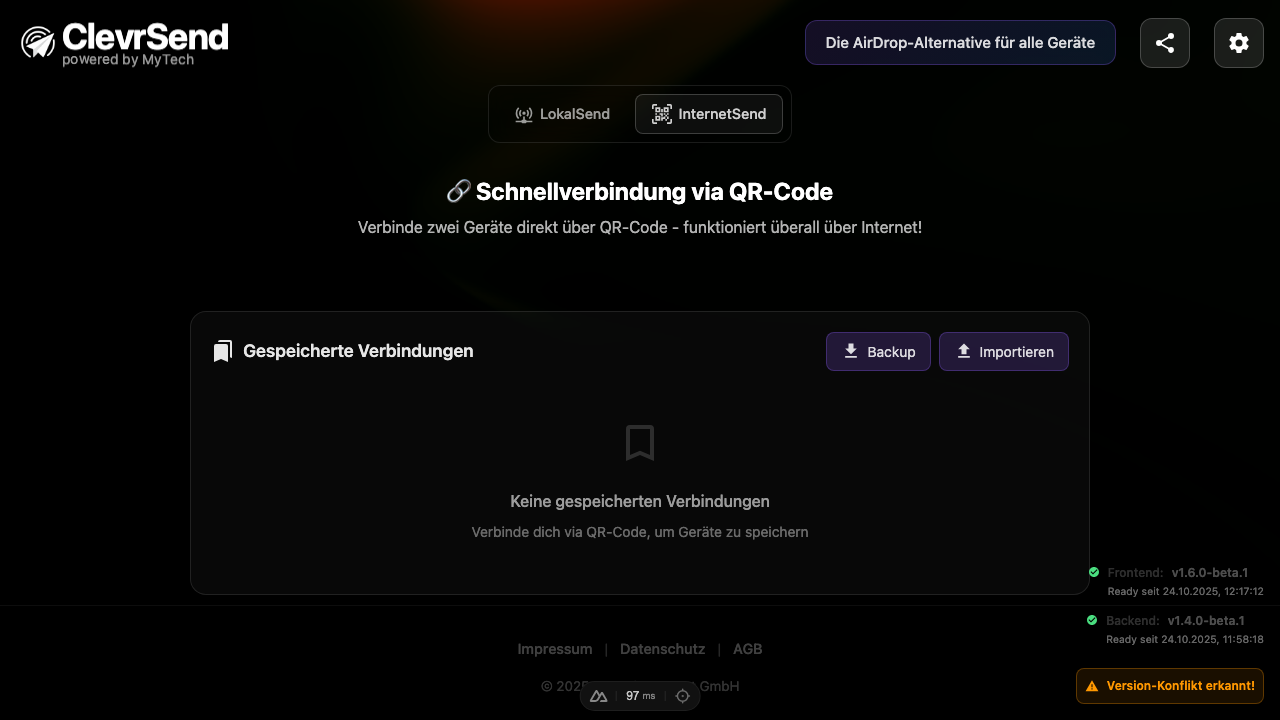 ClevrSend
powered by MyTech
Die AirDrop-Alternative für alle Geräte
LokalSend
InternetSend
Schnellverbindung via QR-Code
Verbinde zwei Geräte direkt über QR-Code - funktioniert überall über Internet!
Gespeicherte Verbindungen
Backup
Importieren
Keine gespeicherten Verbindungen
Verbinde dich via QR-Code, um Geräte zu speichern
Frontend: v1.6.0-beta.1
Ready seit 24.10.2025, 12:17:12
Backend: v1.4.0-beta.1
Ready seit 24.10.2025, 11:58:18
Impressum | Datenschutz | AGB
© GmbH
97 ms
Version-Konflikt erkannt!